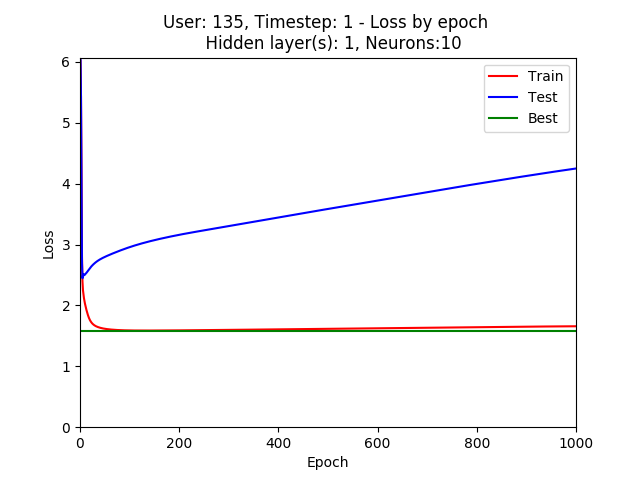 User: 135, Timestep: 1 - Loss by epoch
Hidden layer(s): 1, Neurons:10
Train
Test
Best
Loss
6
5
4
3
2
1
0
0 200 400 600 800 1000
Epoch